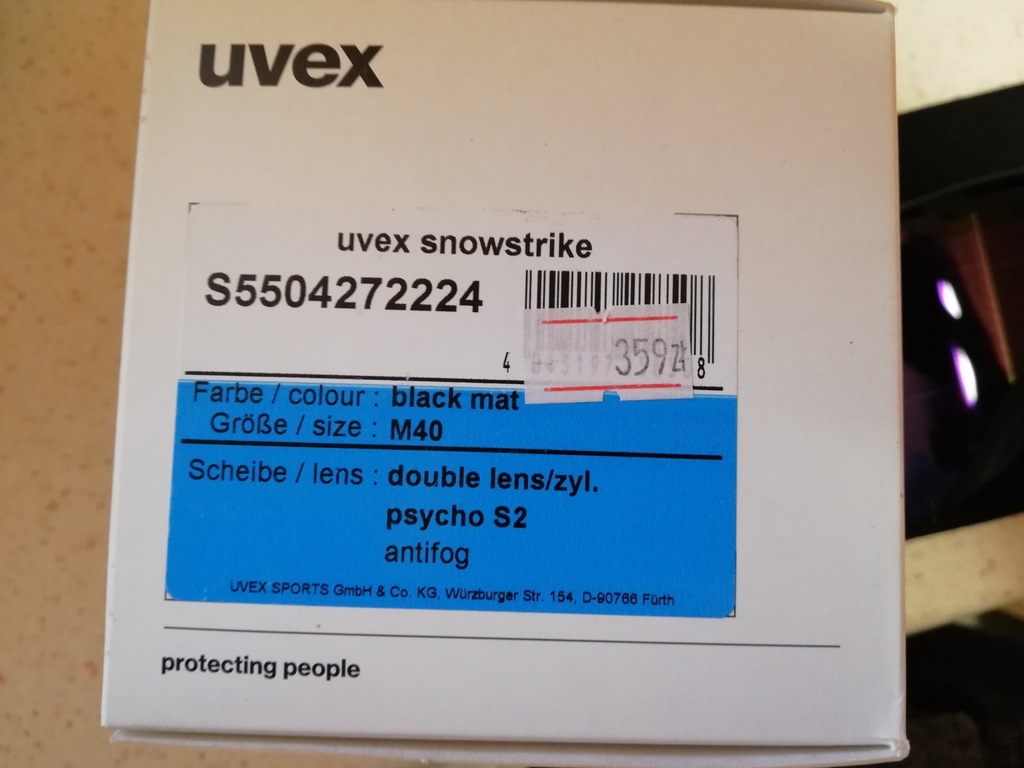 uvex
uvex snowstrike
S5504272224
359zł
4 8
Farbe / colour : black mat
Größe / size : M40
Scheibe / lens : double lens/zyl.
psycho S2
antifog
UVEX SPORTS GmbH & Co. KG, Würzburger Str. 154, D-90766 Fürth
protecting people